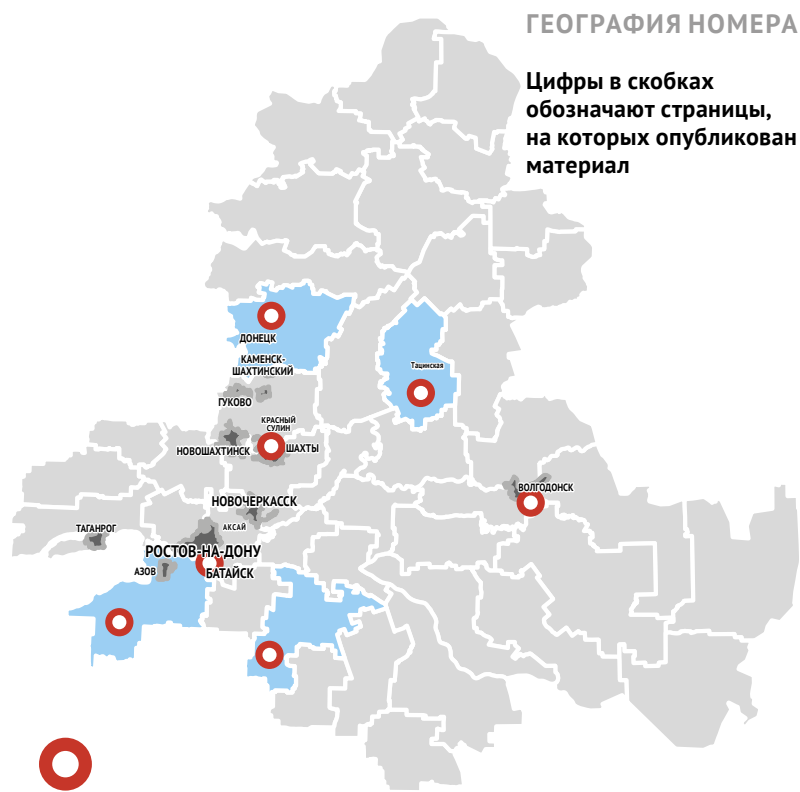 ГЕОГРАФИЯ НОМЕРА
Цифры в скобках
обозначают страницы,
на которых опубликован
материал
ДОНЕЦК
КАМЕНСК-
ШАХТИНСКИЙ
Тацинская
ГУКОВО
КРАСНЫЙ
СУЛИН
НОВОШАХТИНСК
ШАХТЫ
ВОЛГОДОНСК
НОВОЧЕРКАССК
ТАГАНРОГ
АКСАЙ
РОСТОВ-НА-ДОНУ
АЗОВ
БАТАЙСК